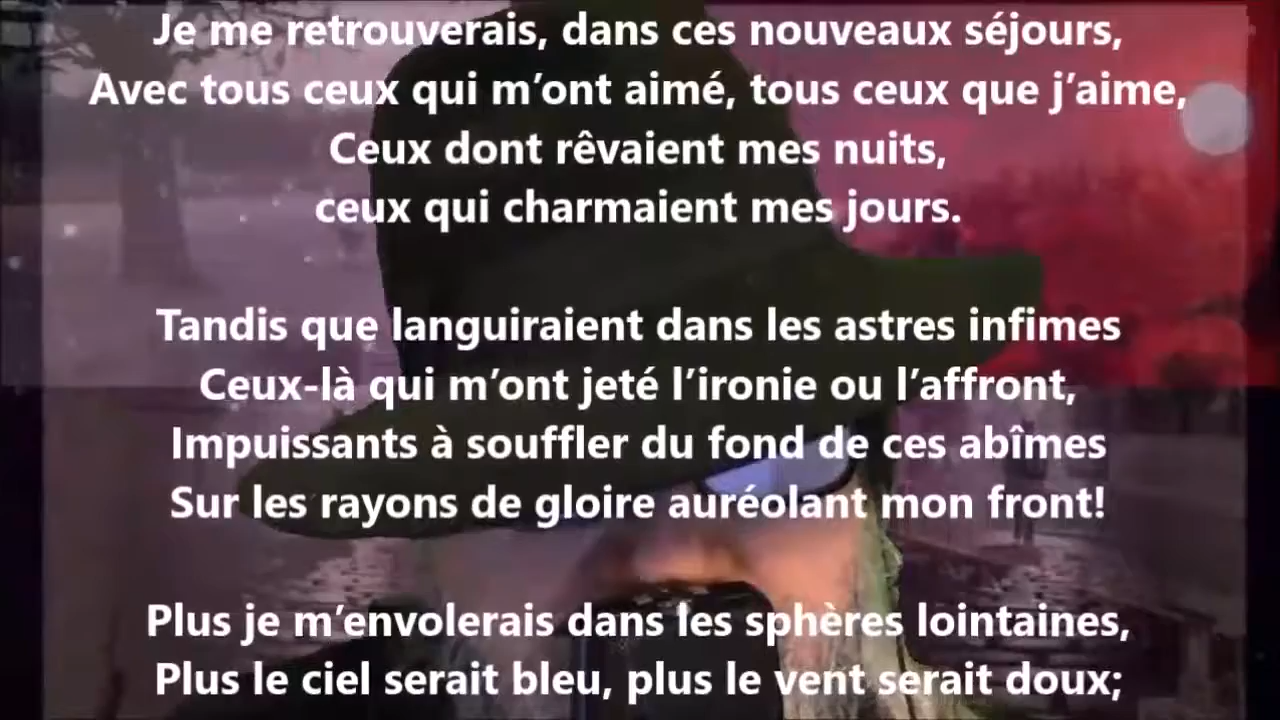 Je me retrouverais, dans ces nouveaux séjours,
Avec tous ceux qui m’ont aimé, tous ceux que j’aime,
Ceux dont rêvaient mes nuits,
ceux qui charmaient mes jours.
Tandis que languiraient dans les astres infimes
Ceux-là qui m’ont jeté l’ironie ou l’affront,
Impuissants à souffler du fond de ces abîmes
Sur les rayons de gloire auréolant mon front!
Plus je m’envolerais dans les sphères lointaines,
Plus le ciel serait bleu, plus le vent serait doux;